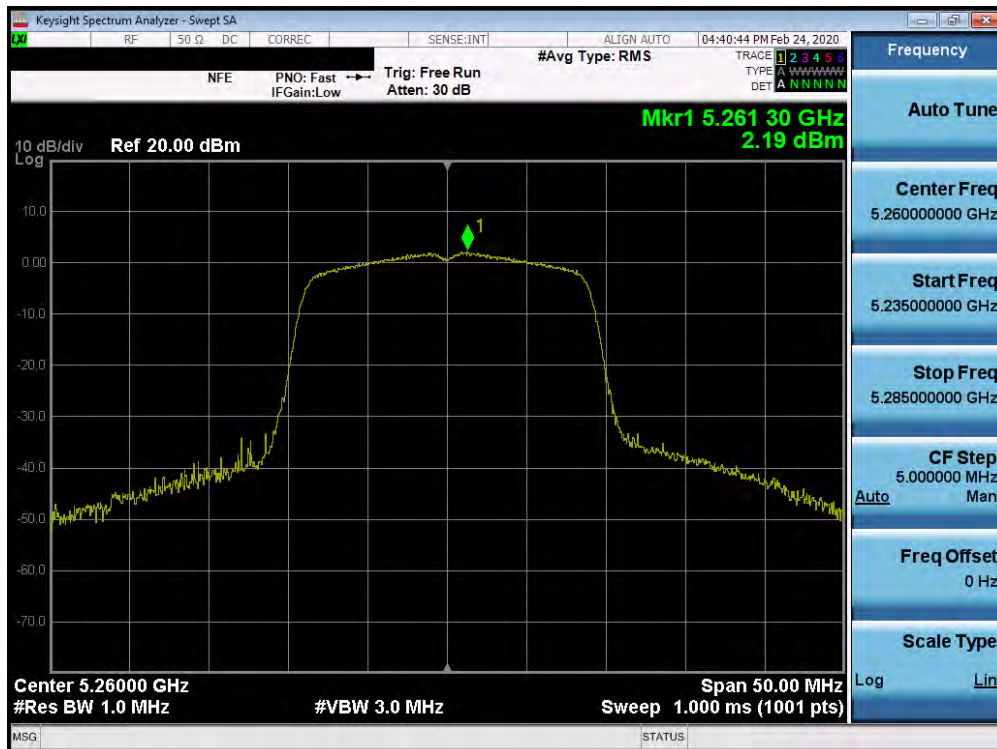 Keysight Spectrum Analyzer - Swept SA
LXI RF 50 Ω DC CORREC SENSE:INT ALIGN AUTO 04:40:44 PM Feb 24, 2020
NFE PNO: Fast Trig: Free Run #Avg Type: RMS TRACE 1 2 3 4 5 6
IFGain:Low Atten: 30 dB TYPE A WWWWW
DET A N N N N N
Mkr1 5.261 30 GHz
2.19 dBm
10 dB/div Ref 20.00 dBm
Log
10.0
1
0.00
-10.0
-20.0
-30.0
-40.0
-50.0
-60.0
-70.0
Center 5.26000 GHz Span 50.00 MHz
#Res BW 1.0 MHz #VBW 3.0 MHz Sweep 1.000 ms (1001 pts)
MSG STATUS
Frequency
Auto Tune
Center Freq
5.260000000 GHz
Start Freq
5.235000000 GHz
Stop Freq
5.285000000 GHz
CF Step
5.000000 MHz
Auto Man
Freq Offset
0 Hz
Scale Type
Log Lin